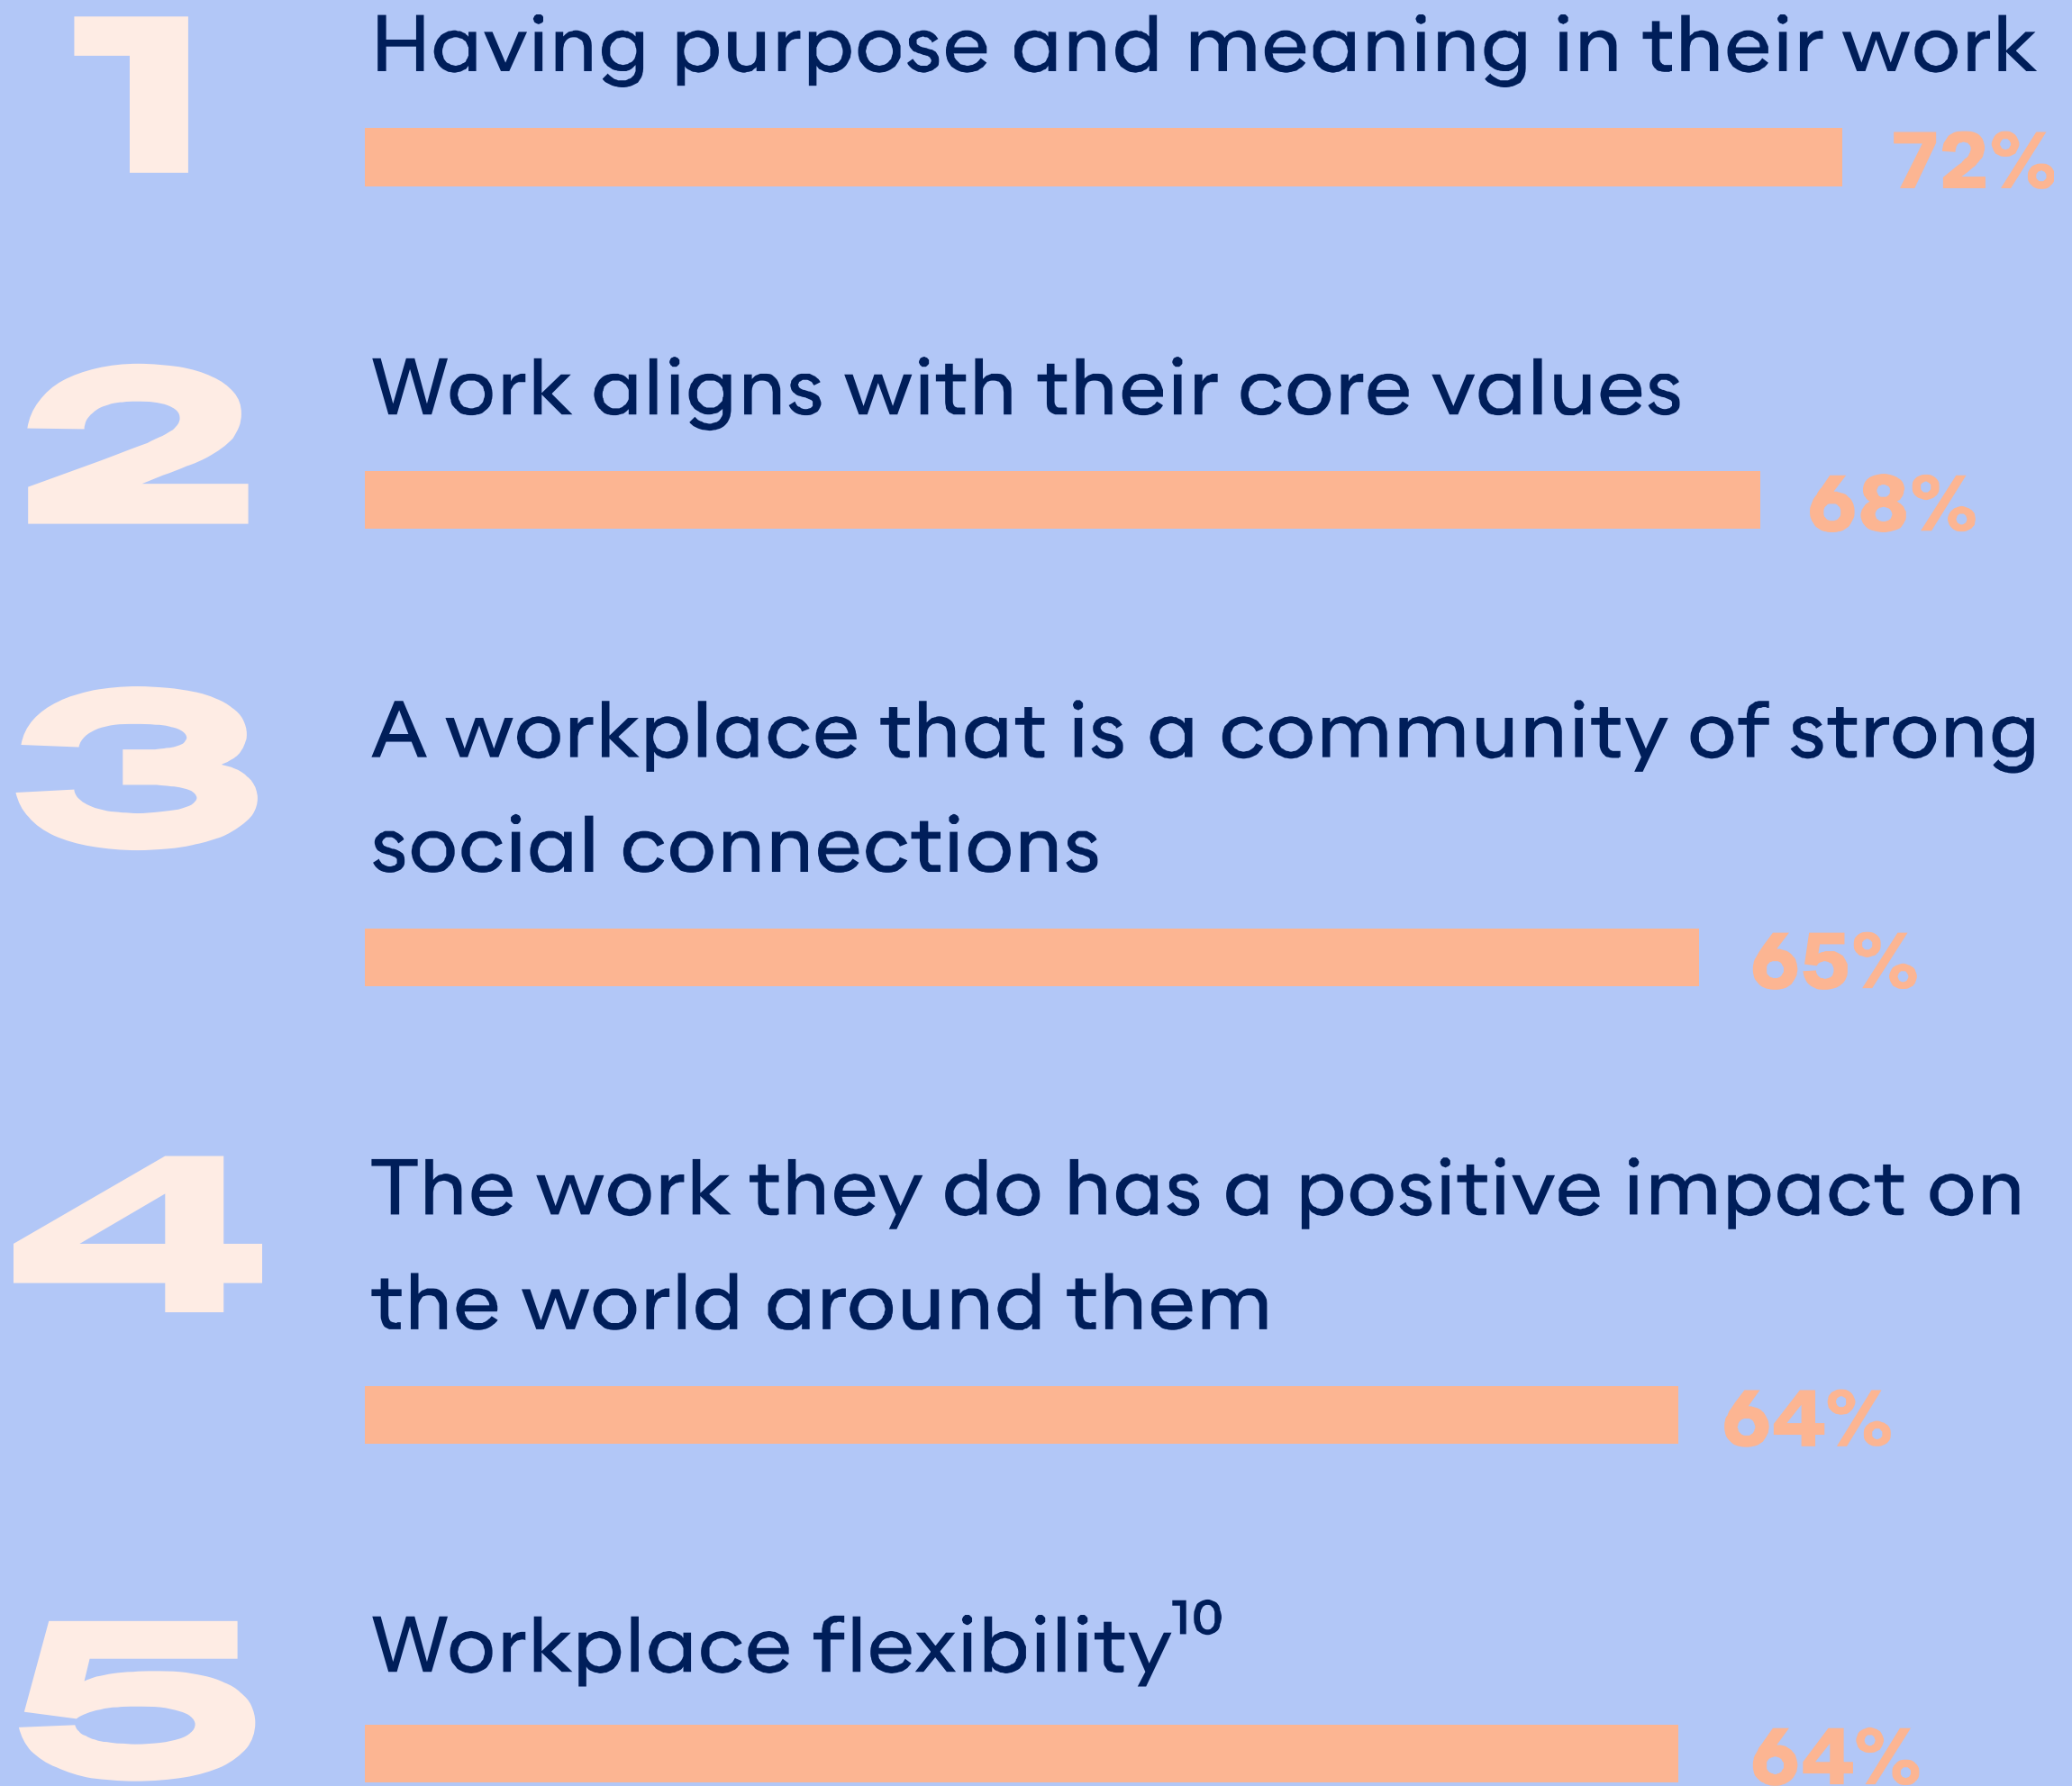 1
Having purpose and meaning in their work
72%
2
Work aligns with their core values
68%
3
A workplace that is a community of strong
social connections
65%
4
The work they do has a positive impact on
the world around them
64%
5
Workplace flexibility¹⁰
64%